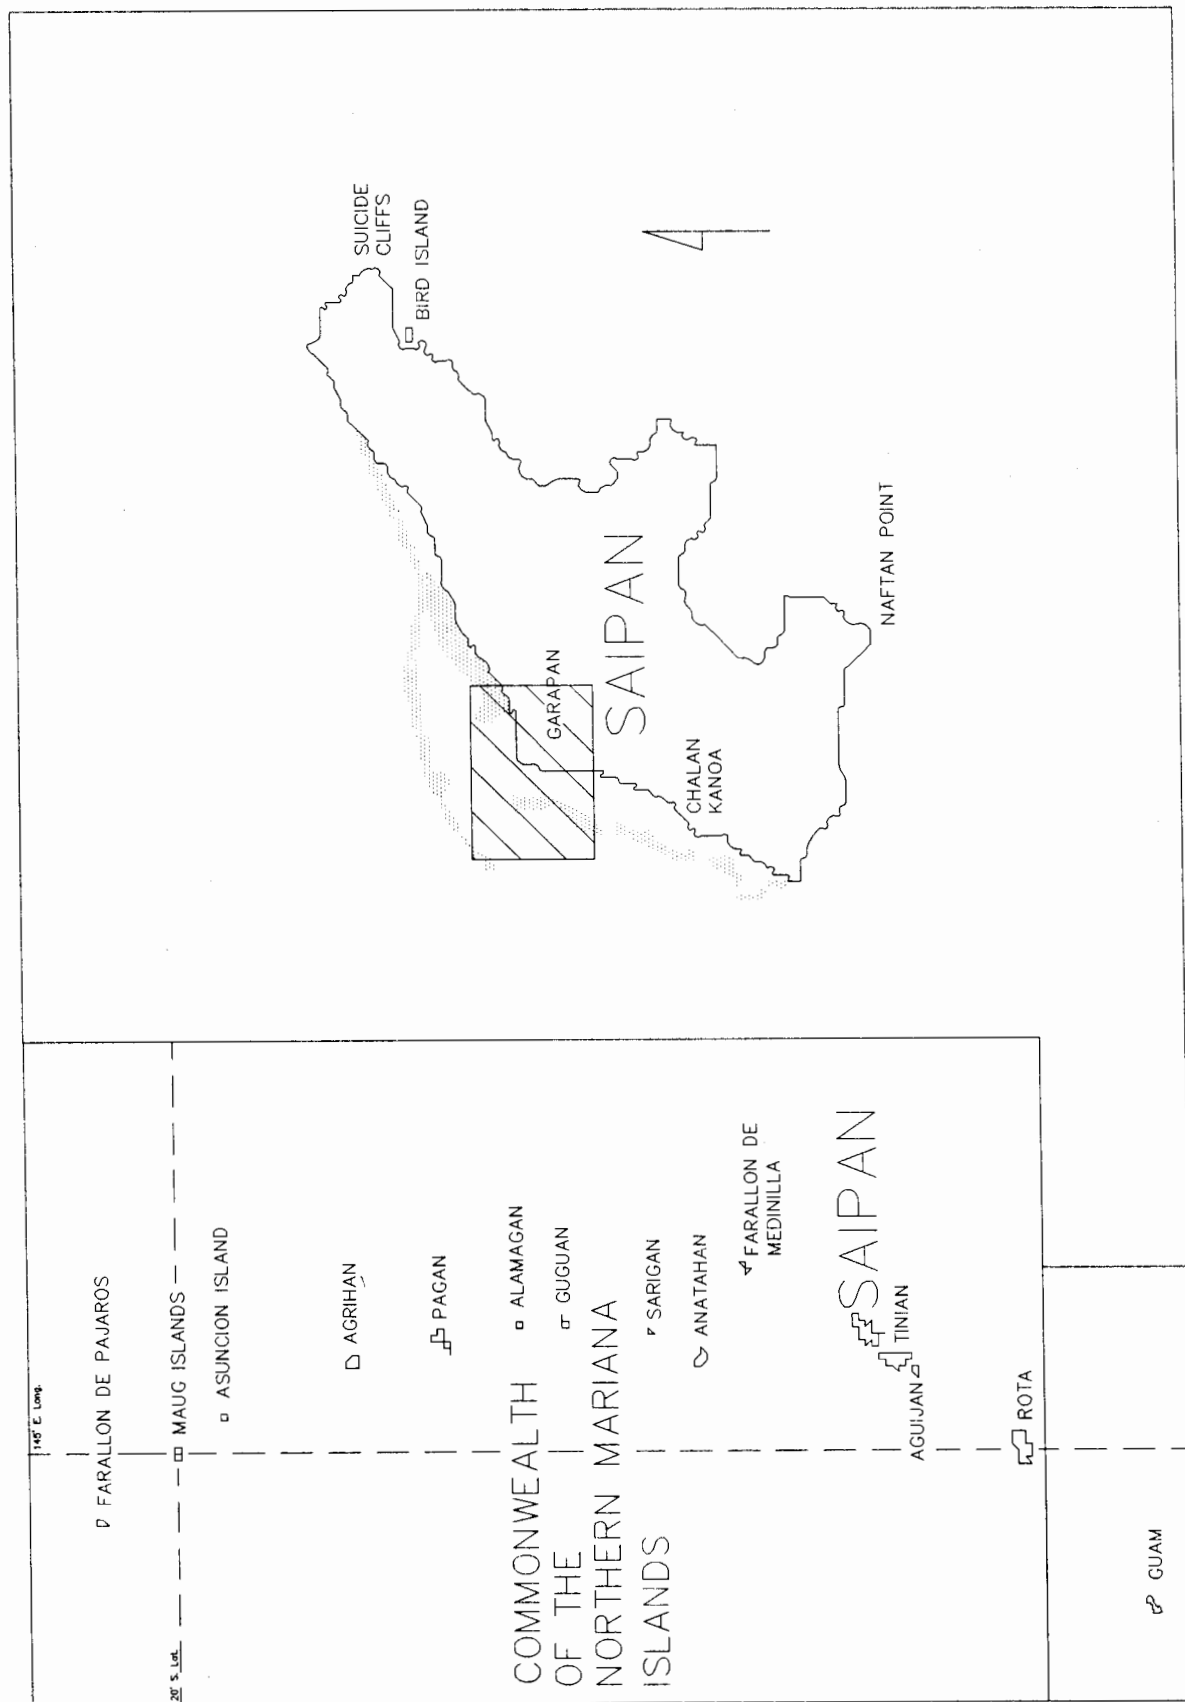 145° E Long.
20° S. Lat.
FARALLON DE PAJAROS
MAUG ISLANDS
ASUNCION ISLAND
AGRIHAN
PAGAN
COMMONWEALTH
OF THE
NORTHERN MARIANA
ISLANDS
ALAMAGAN
GUGUAN
SARIGAN
ANATAHAN
FARALLON DE
MEDINILLA
SAIPAN
TINIAN
AGUIJAN
ROTA
GUAM
SUICIDE
CLIFFS
BIRD ISLAND
GARAPAN
SAIPAN
CHALAN
KANOA
NAFTAN POINT